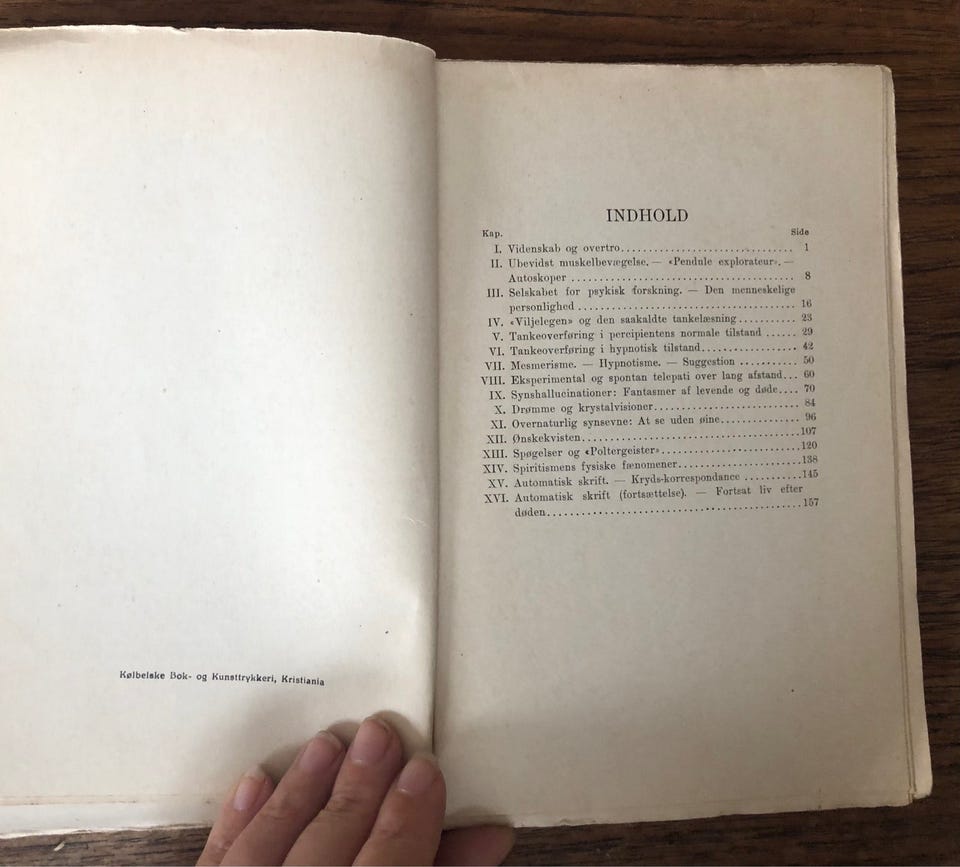 Kølbelske Bok- og Kunsttrykkeri, Kristiania
INDHOLD
Kap. Side
I. Videnskab og overtro 1
II. Ubevidst muskelbevægelse. — «Pendule explorateur». —
Autoskoper 8
III. Selskabet for psykisk forskning. — Den menneskelige
personlighed 16
IV. «Viljelegen» og den saakaldte tankelæsning 23
V. Tankeoverføring i percipientens normale tilstand 29
VI. Tankeoverføring i hypnotisk tilstand 42
VII. Mesmerisme. — Hypnotisme. — Suggestion 50
VIII. Eksperimental og spontan telepati over lang afstand 60
IX. Synshallucinationer: Fantasmer af levende og døde 70
X. Drømme og krystalvisioner 84
XI. Overnaturlig synsevne: At se uden øine 96
XII. Ønskekvisten 107
XIII. Spøgelser og «Poltergeister» 120
XIV. Spiritismens fysiske fænomener 138
XV. Automatisk skrift. — Kryds-korrespondance 145
XVI. Automatisk skrift (fortsættelse). — Fortsat liv efter
døden 157